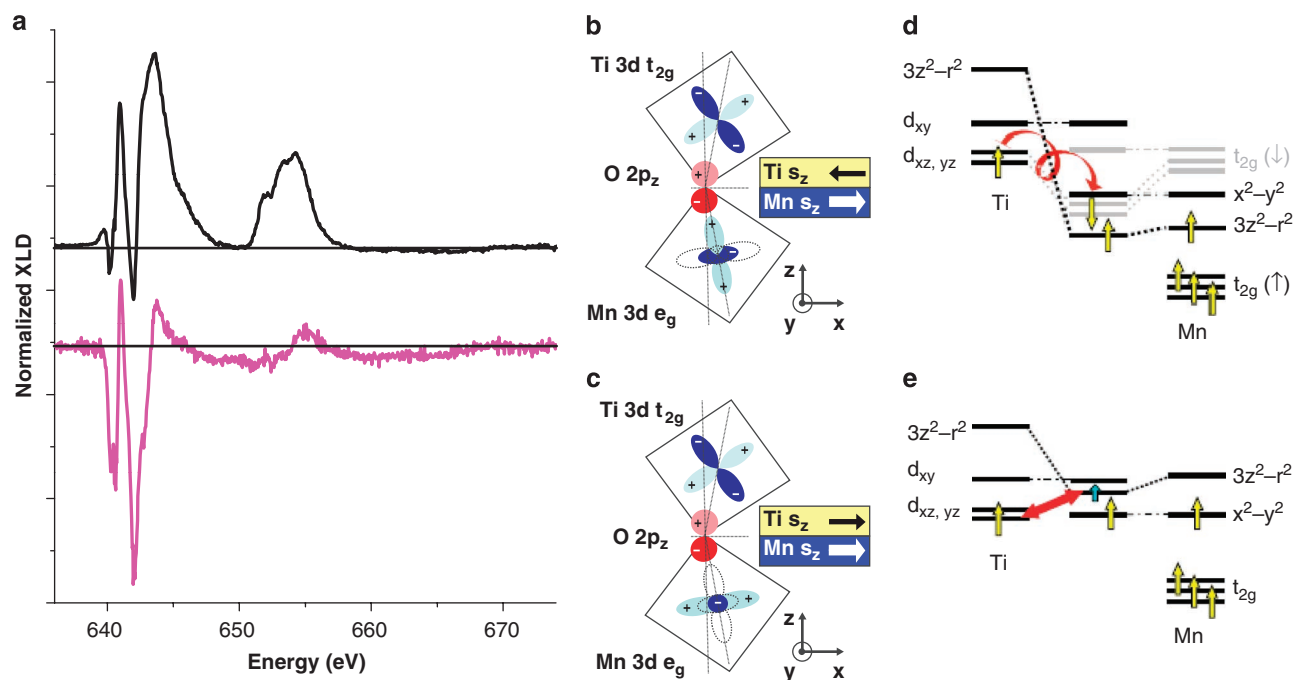 a
Normalized XLD
640
650
660
670
Energy (eV)
b
Ti 3d t2g
−
+
+
−
O 2pz
+
−
+
−
+
Mn 3d eg
Ti sz
Mn sz
z
y
x
c
Ti 3d t2g
−
+
+
−
O 2pz
+
−
+
−
+
Mn 3d eg
Ti sz
Mn sz
z
y
x
d
3z²–r²
dxy
dxz, yz
Ti
t2g (↓)
x²–y²
3z²–r²
t2g (↑)
Mn
e
3z²–r²
dxy
dxz, yz
Ti
3z²–r²
x²–y²
t2g
Mn